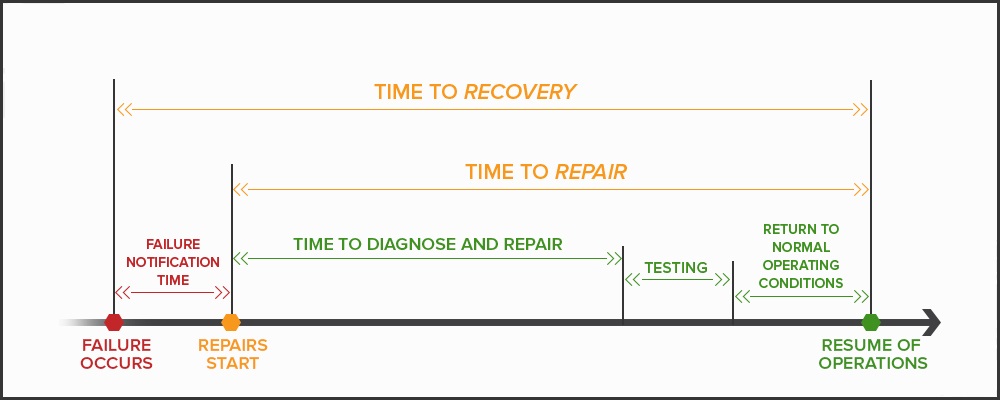 TIME TO RECOVERY
TIME TO REPAIR
FAILURE
NOTIFICATION
TIME
TIME TO DIAGNOSE AND REPAIR
TESTING
RETURN TO
NORMAL
OPERATING
CONDITIONS
FAILURE
OCCURS
REPAIRS
START
RESUME OF
OPERATIONS